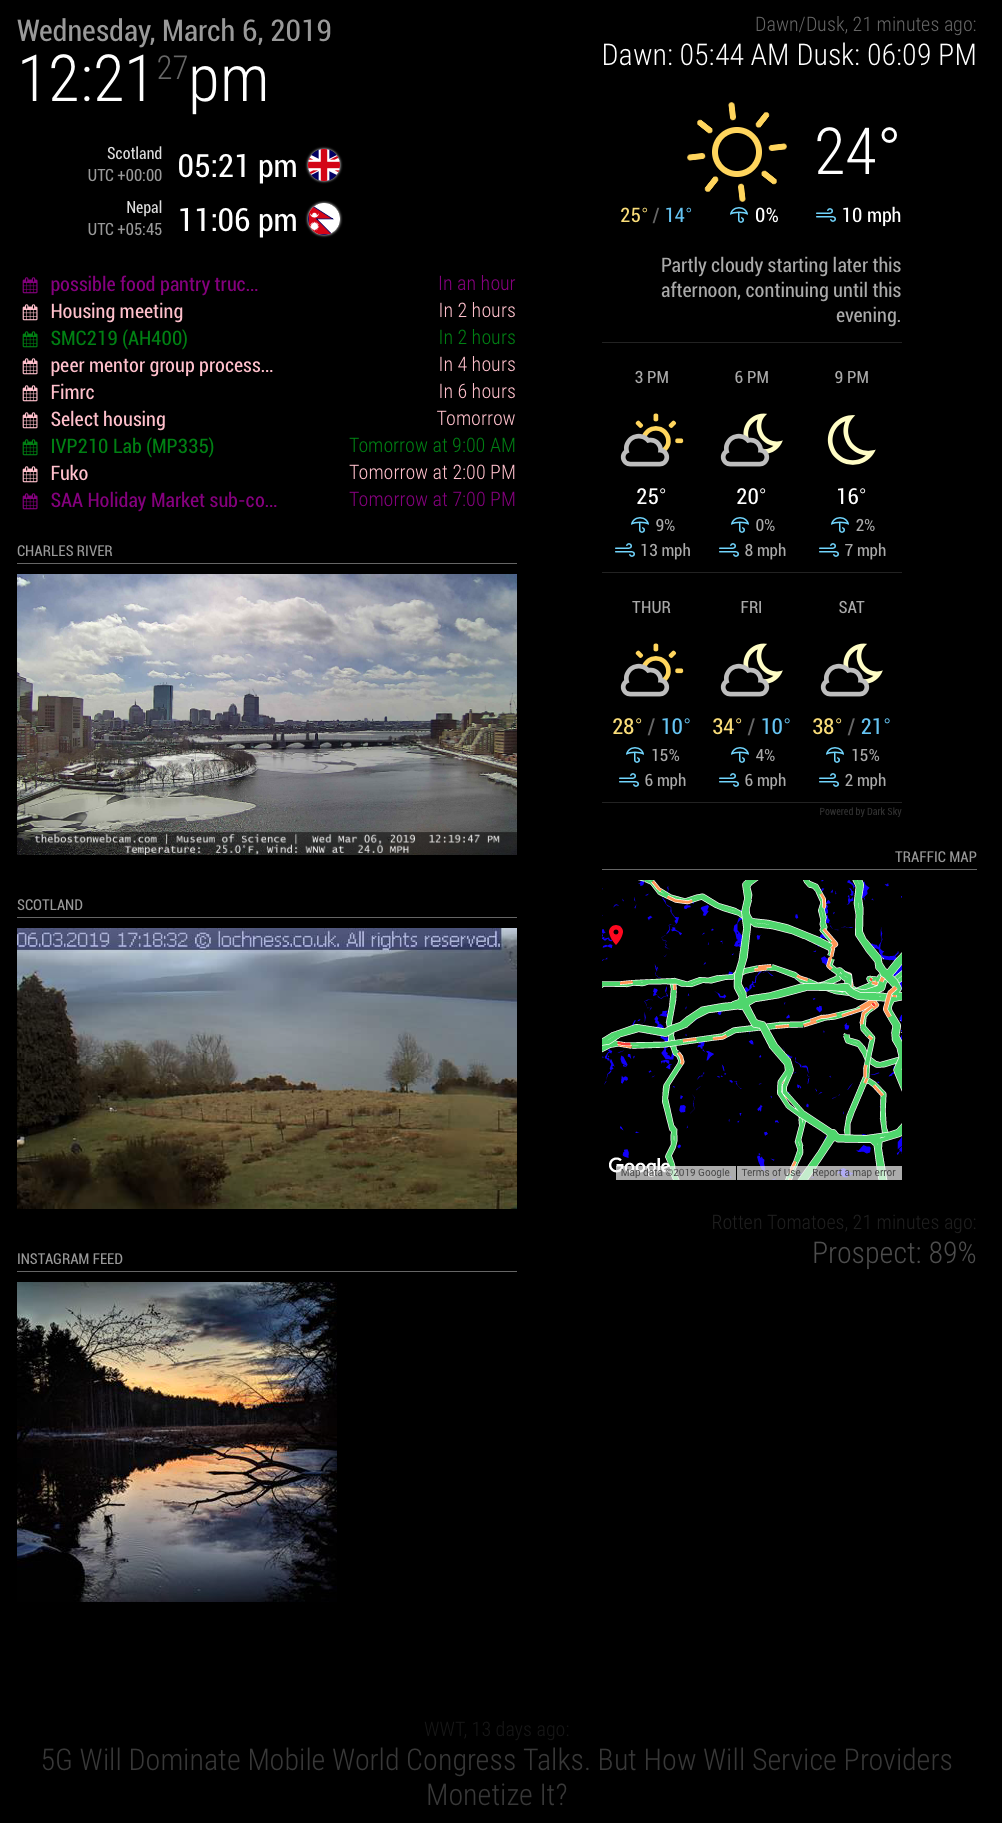 Wednesday, March 6, 2019
12:21 27 pm
Scotland
UTC +00:00
05:21 pm
Nepal
UTC +05:45
11:06 pm
possible food pantry truc... In an hour
Housing meeting In 2 hours
SMC219 (AH400) In 2 hours
peer mentor group process... In 4 hours
Fimrc In 6 hours
Select housing Tomorrow
IVP210 Lab (MP335) Tomorrow at 9:00 AM
Fuko Tomorrow at 2:00 PM
SAA Holiday Market sub-co... Tomorrow at 7:00 PM
CHARLES RIVER
thebostonwebcam.com | Museum of Science | Wed Mar 06, 2019 12:19:47 PM
Temperature: 25.0°F, Wind: WNW at 24.0 MPH
SCOTLAND
06.03.2019 17:18:32 © lochness.co.uk. All rights reserved.
INSTAGRAM FEED
Dawn/Dusk, 21 minutes ago:
Dawn: 05:44 AM Dusk: 06:09 PM
24°
25° / 14° 0% 10 mph
Partly cloudy starting later this
afternoon, continuing until this
evening.
3 PM 6 PM 9 PM
25° 20° 16°
9% 0% 2%
13 mph 8 mph 7 mph
THUR FRI SAT
28° / 10° 34° / 10° 38° / 21°
15% 4% 15%
6 mph 6 mph 2 mph
Powered by Dark Sky
TRAFFIC MAP
Google
Map data ©2019 Google Terms of Use Report a map error
Rotten Tomatoes, 21 minutes ago:
Prospect: 89%
WWT, 13 days ago:
5G Will Dominate Mobile World Congress Talks. But How Will Service Providers
Monetize It?